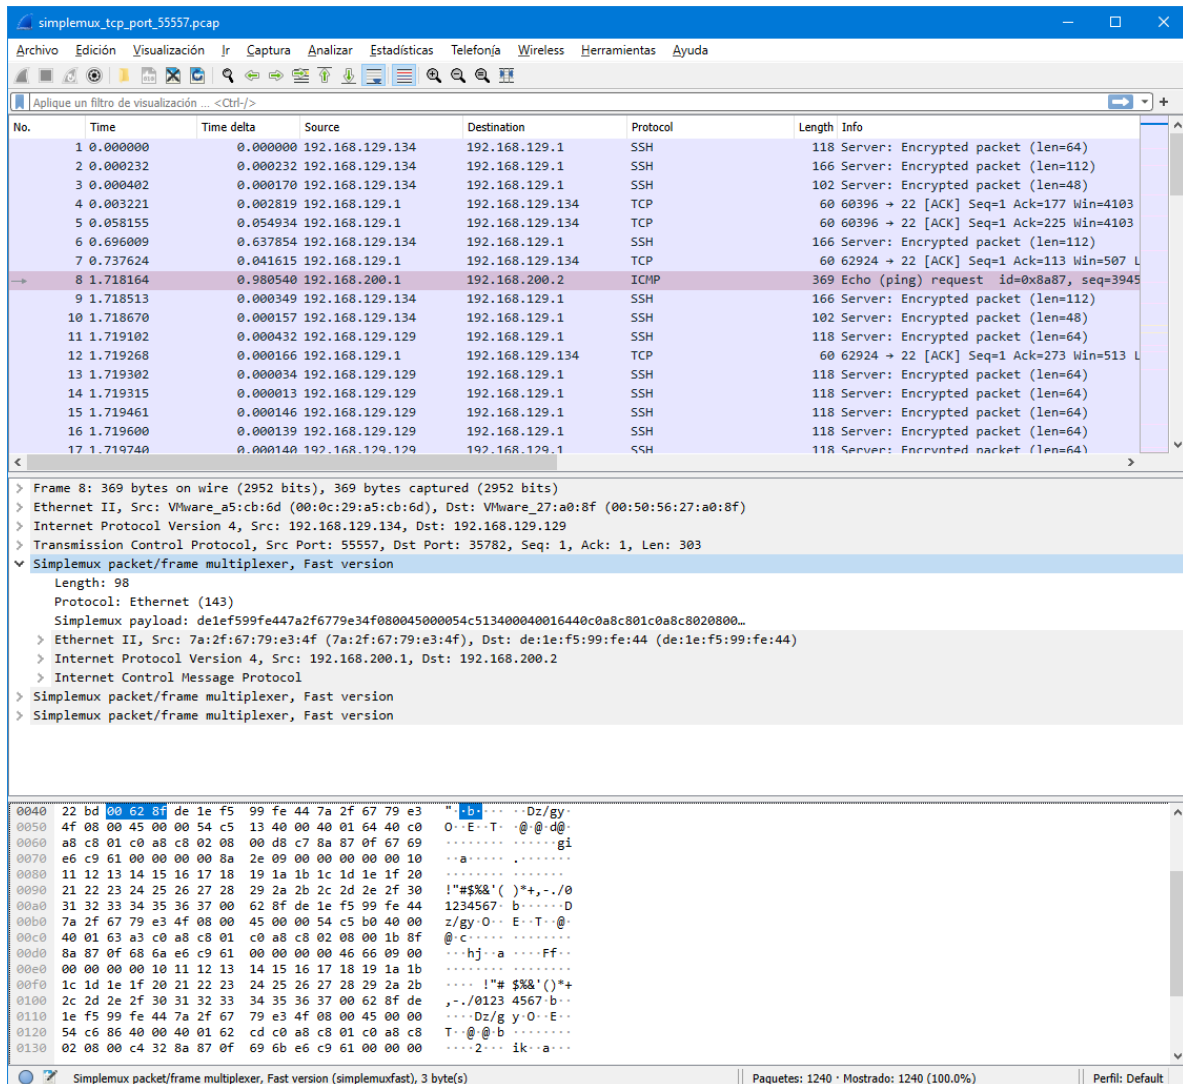 simplemux_tcp_port_55557.pcap
Archivo Edición Visualización Ir Captura Analizar Estadísticas Telefonía Wireless Herramientas Ayuda
Aplique un filtro de visualización ... <Ctrl-/>
No. Time Time delta Source Destination Protocol Length Info
1 0.000000 0.000000 192.168.129.134 192.168.129.1 SSH 118 Server: Encrypted packet (len=64)
2 0.000232 0.000232 192.168.129.134 192.168.129.1 SSH 166 Server: Encrypted packet (len=112)
3 0.000402 0.000170 192.168.129.134 192.168.129.1 SSH 102 Server: Encrypted packet (len=48)
4 0.003221 0.002819 192.168.129.1 192.168.129.134 TCP 60 60396 → 22 [ACK] Seq=1 Ack=177 Win=4103
5 0.058155 0.054934 192.168.129.1 192.168.129.134 TCP 60 60396 → 22 [ACK] Seq=1 Ack=225 Win=4103
6 0.696009 0.637854 192.168.129.134 192.168.129.1 SSH 166 Server: Encrypted packet (len=112)
7 0.737624 0.041615 192.168.129.1 192.168.129.134 TCP 60 62924 → 22 [ACK] Seq=1 Ack=113 Win=507 L
8 1.718164 0.980540 192.168.200.1 192.168.200.2 ICMP 369 Echo (ping) request id=0x8a87, seq=3945
9 1.718513 0.000349 192.168.129.134 192.168.129.1 SSH 166 Server: Encrypted packet (len=112)
10 1.718670 0.000157 192.168.129.134 192.168.129.1 SSH 102 Server: Encrypted packet (len=48)
11 1.719102 0.000432 192.168.129.129 192.168.129.1 SSH 118 Server: Encrypted packet (len=64)
12 1.719268 0.000166 192.168.129.1 192.168.129.134 TCP 60 62924 → 22 [ACK] Seq=1 Ack=273 Win=513 L
13 1.719302 0.000034 192.168.129.129 192.168.129.1 SSH 118 Server: Encrypted packet (len=64)
14 1.719315 0.000013 192.168.129.129 192.168.129.1 SSH 118 Server: Encrypted packet (len=64)
15 1.719461 0.000146 192.168.129.129 192.168.129.1 SSH 118 Server: Encrypted packet (len=64)
16 1.719600 0.000139 192.168.129.129 192.168.129.1 SSH 118 Server: Encrypted packet (len=64)
17 1.719740 0.000140 192.168.129.129 192.168.129.1 SSH 118 Server: Encrypted packet (len=64)
> Frame 8: 369 bytes on wire (2952 bits), 369 bytes captured (2952 bits)
> Ethernet II, Src: VMware_a5:cb:6d (00:0c:29:a5:cb:6d), Dst: VMware_27:a0:8f (00:50:56:27:a0:8f)
> Internet Protocol Version 4, Src: 192.168.129.134, Dst: 192.168.129.129
> Transmission Control Protocol, Src Port: 55557, Dst Port: 35782, Seq: 1, Ack: 1, Len: 303
Simplemux packet/frame multiplexer, Fast version
Length: 98
Protocol: Ethernet (143)
Simplemux payload: de1ef599fe447a2f6779e34f080045000054c513400040016440c0a8c801c0a8c8020800…
> Ethernet II, Src: 7a:2f:67:79:e3:4f (7a:2f:67:79:e3:4f), Dst: de:1e:f5:99:fe:44 (de:1e:f5:99:fe:44)
> Internet Protocol Version 4, Src: 192.168.200.1, Dst: 192.168.200.2
> Internet Control Message Protocol
> Simplemux packet/frame multiplexer, Fast version
> Simplemux packet/frame multiplexer, Fast version
0040 22 bd 00 62 8f de 1e f5 99 fe 44 7a 2f 67 79 e3 "··b···· ··Dz/gy·
0050 4f 08 00 45 00 00 54 c5 13 40 00 40 01 64 40 c0 O··E··T· ·@·@·d@·
0060 a8 c8 01 c0 a8 c8 02 08 00 d8 c7 8a 87 0f 67 69 ········ ······gi
0070 e6 c9 61 00 00 00 00 8a 2e 09 00 00 00 00 00 10 ··a····· .·······
0080 11 12 13 14 15 16 17 18 19 1a 1b 1c 1d 1e 1f 20 ········ ·······
0090 21 22 23 24 25 26 27 28 29 2a 2b 2c 2d 2e 2f 30 !"#$%&'( )*+,-./0
00a0 31 32 33 34 35 36 37 00 62 8f de 1e f5 99 fe 44 1234567· b······D
00b0 7a 2f 67 79 e3 4f 08 00 45 00 00 54 c5 b0 40 00 z/gy·O·· E··T··@·
00c0 40 01 63 a3 c0 a8 c8 01 c0 a8 c8 02 08 00 1b 8f @·c····· ········
00d0 8a 87 0f 68 6a e6 c9 61 00 00 00 00 46 66 09 00 ···hj··a ····Ff··
00e0 00 00 00 00 10 11 12 13 14 15 16 17 18 19 1a 1b ········ ········
00f0 1c 1d 1e 1f 20 21 22 23 24 25 26 27 28 29 2a 2b ···· !"# $%&'()*+
0100 2c 2d 2e 2f 30 31 32 33 34 35 36 37 00 62 8f de ,-./0123 4567·b··
0110 1e f5 99 fe 44 7a 2f 67 79 e3 4f 08 00 45 00 00 ····Dz/g y·O··E··
0120 54 c6 86 40 00 40 01 62 cd c0 a8 c8 01 c0 a8 c8 T··@·@·b ········
0130 02 08 00 c4 32 8a 87 0f 69 6b e6 c9 61 00 00 00 ····2··· ik··a···
Simplemux packet/frame multiplexer, Fast version (simplemuxfast), 3 byte(s) Paquetes: 1240 · Mostrado: 1240 (100.0%) Perfil: Default